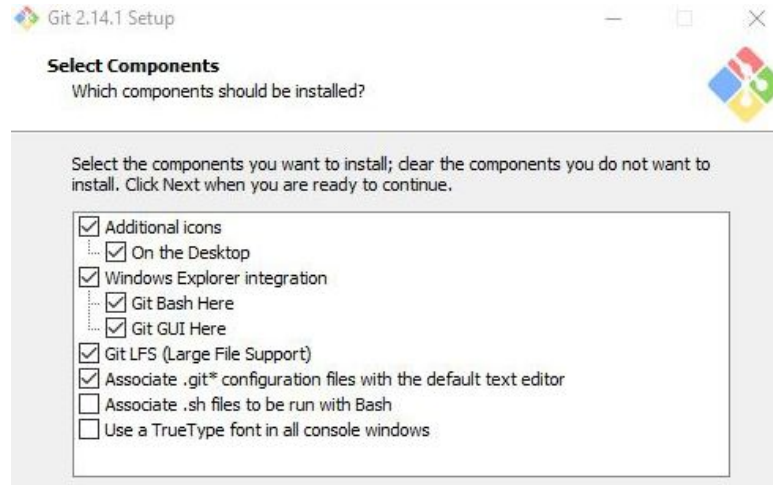 Git 2.14.1 Setup
Select Components
Which components should be installed?
Select the components you want to install; clear the components you do not want to
install. Click Next when you are ready to continue.
Additional icons
On the Desktop
Windows Explorer integration
Git Bash Here
Git GUI Here
Git LFS (Large File Support)
Associate .git* configuration files with the default text editor
Associate .sh files to be run with Bash
Use a TrueType font in all console windows